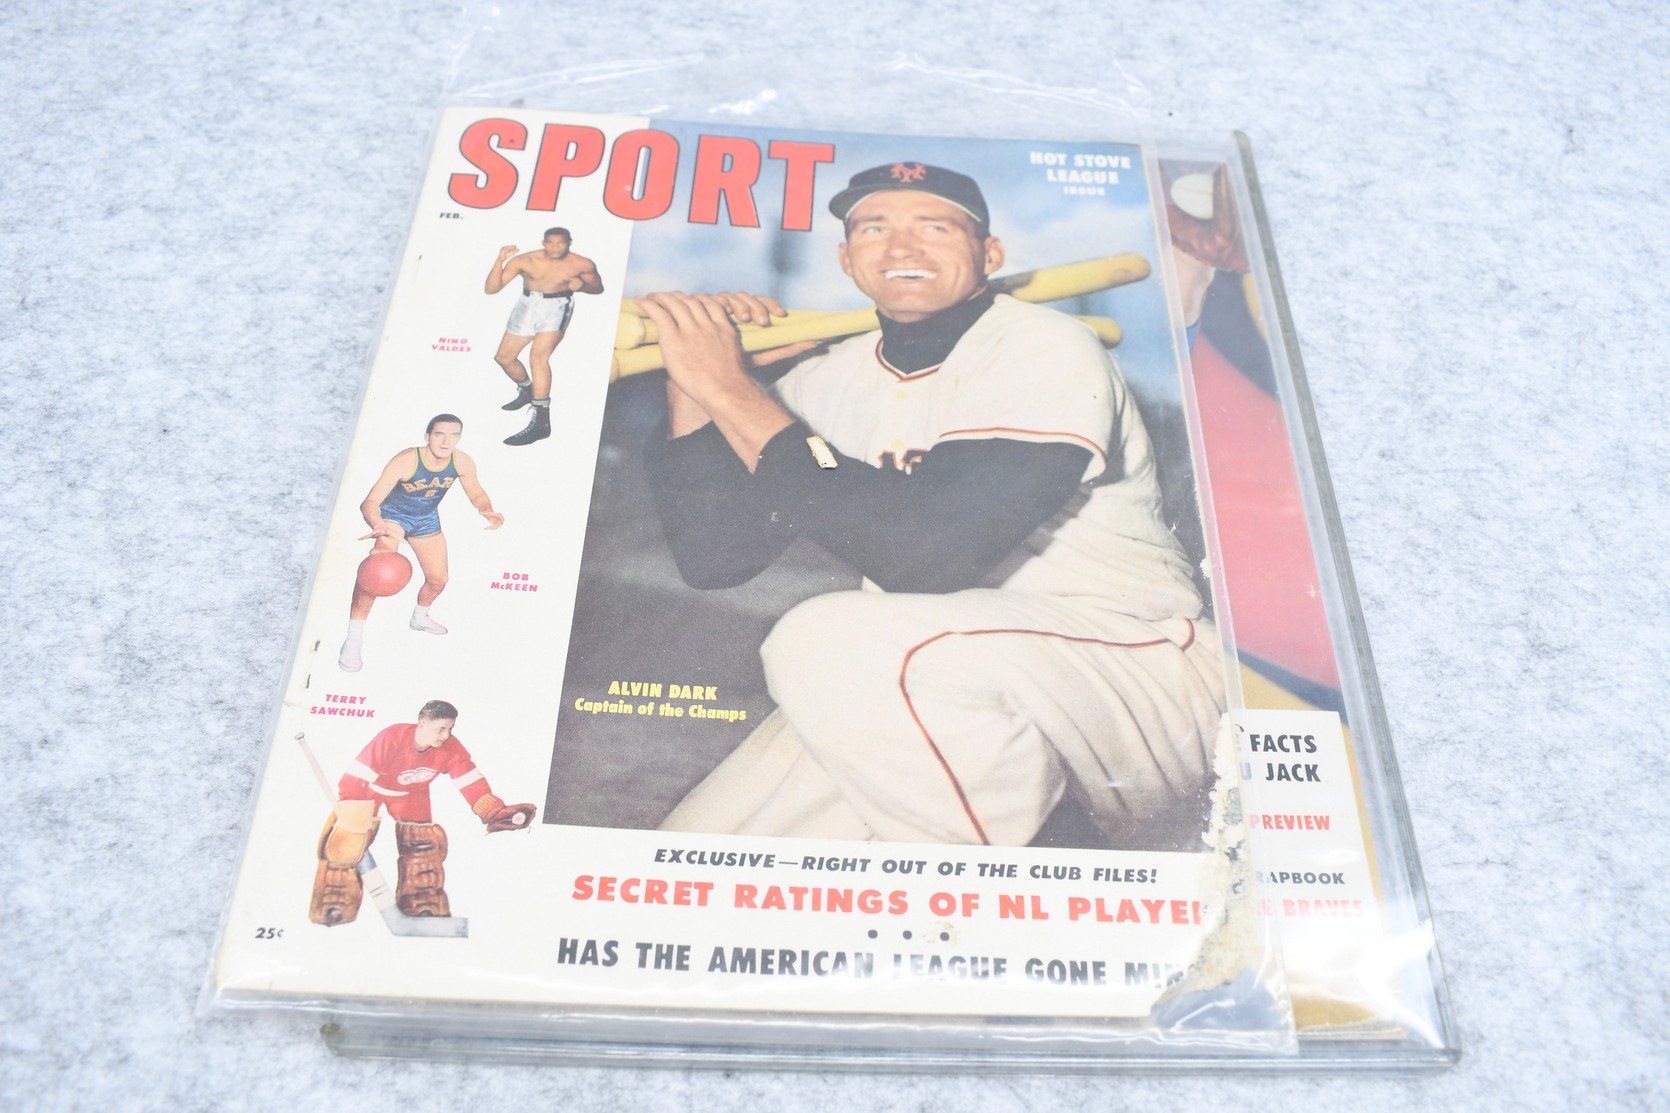 SPORT
FEB.
HOT STOVE
LEAGUE
ISSUE
NINO
VALDES
BEARS
6
BOB
McKEEN
TERRY
SAWCHUK
ALVIN DARK
Captain of the Champs
25¢
EXCLUSIVE—RIGHT OUT OF THE CLUB FILES!
SECRET RATINGS OF NL PLAYE
• • •
HAS THE AMERICAN LEAGUE GONE
FACTS
JACK
PREVIEW
BRAVES